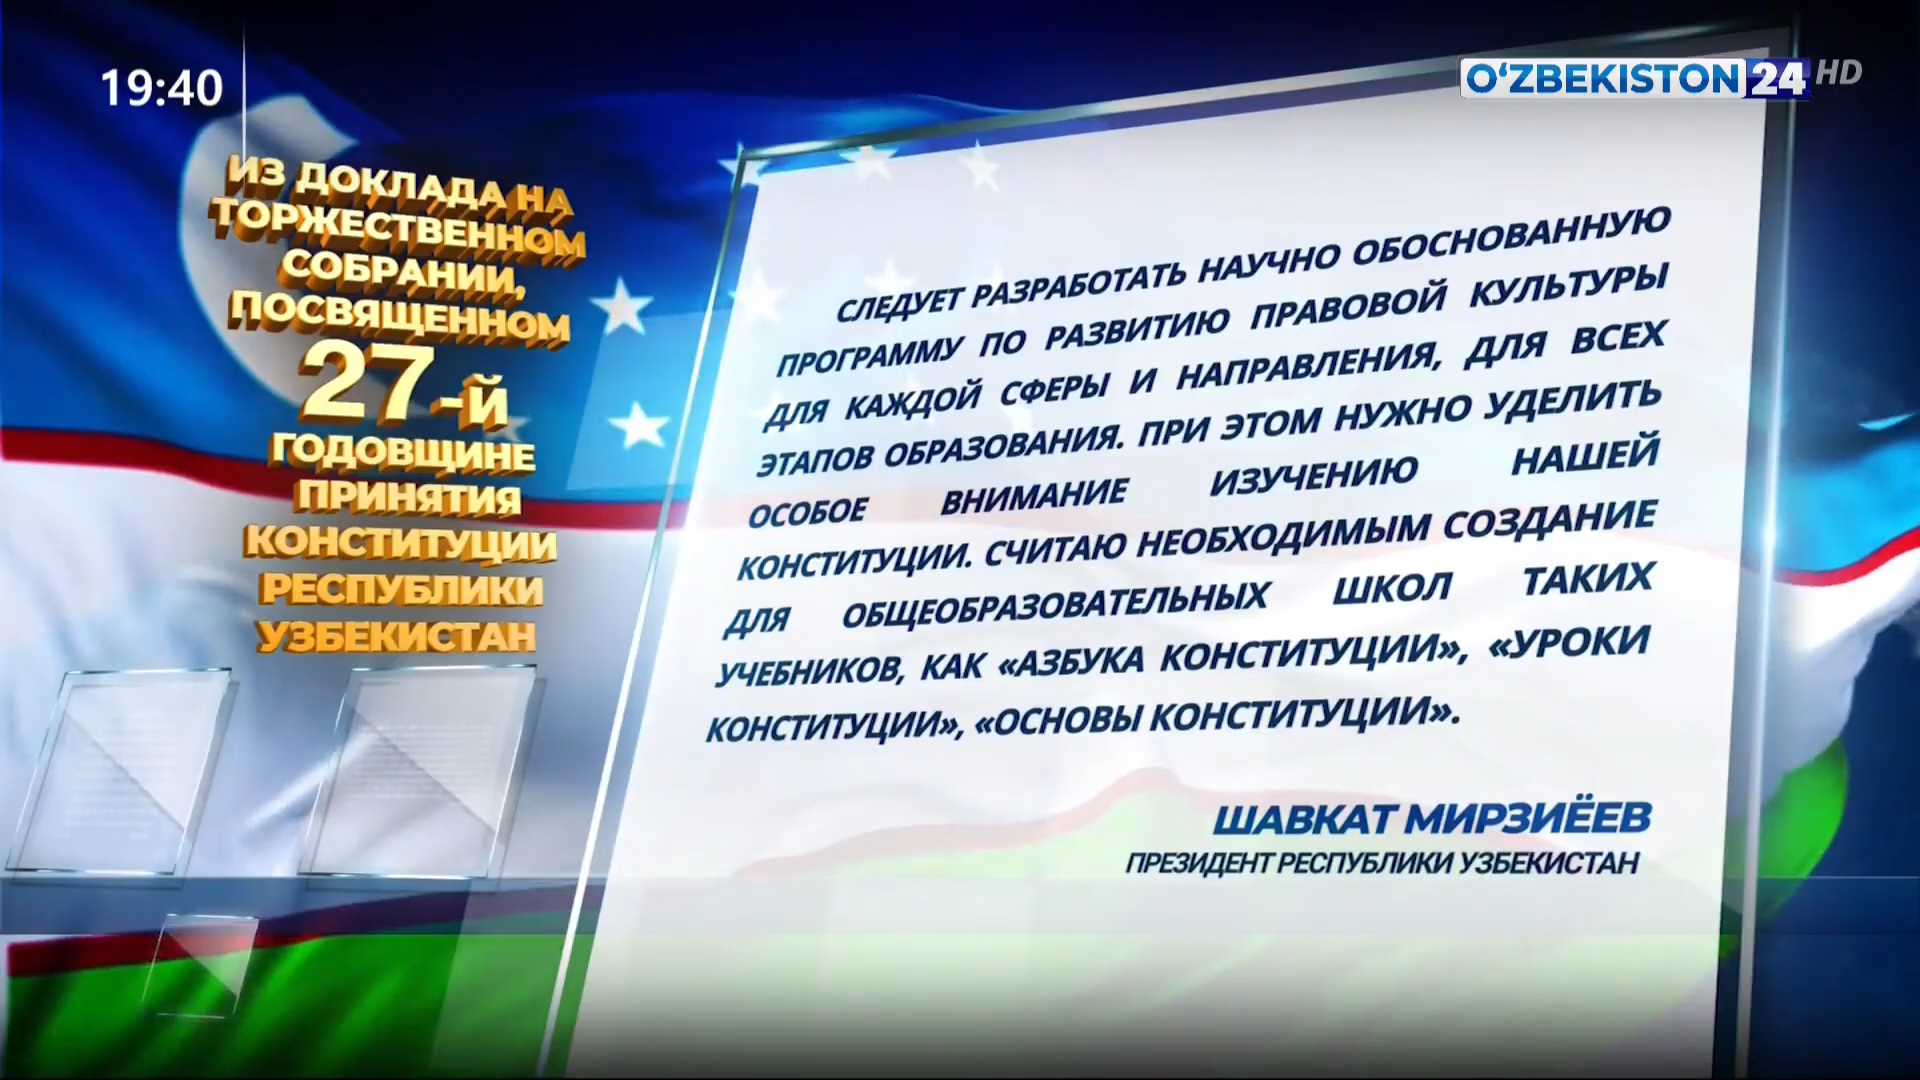 19:40
O‘ZBEKISTON 24 HD
ИЗ ДОКЛАДА НА
ТОРЖЕСТВЕННОМ
СОБРАНИИ,
ПОСВЯЩЕННОМ
27-й
ГОДОВЩИНЕ
ПРИНЯТИЯ
КОНСТИТУЦИИ
РЕСПУБЛИКИ
УЗБЕКИСТАН
СЛЕДУЕТ РАЗРАБОТАТЬ НАУЧНО ОБОСНОВАННУЮ
ПРОГРАММУ ПО РАЗВИТИЮ ПРАВОВОЙ КУЛЬТУРЫ
ДЛЯ КАЖДОЙ СФЕРЫ И НАПРАВЛЕНИЯ, ДЛЯ ВСЕХ
ЭТАПОВ ОБРАЗОВАНИЯ. ПРИ ЭТОМ НУЖНО УДЕЛИТЬ
ОСОБОЕ ВНИМАНИЕ ИЗУЧЕНИЮ НАШЕЙ
КОНСТИТУЦИИ. СЧИТАЮ НЕОБХОДИМЫМ СОЗДАНИЕ
ДЛЯ ОБЩЕОБРАЗОВАТЕЛЬНЫХ ШКОЛ ТАКИХ
УЧЕБНИКОВ, КАК «АЗБУКА КОНСТИТУЦИИ», «УРОКИ
КОНСТИТУЦИИ», «ОСНОВЫ КОНСТИТУЦИИ».
ШАВКАТ МИРЗИЁЕВ
ПРЕЗИДЕНТ РЕСПУБЛИКИ УЗБЕКИСТАН